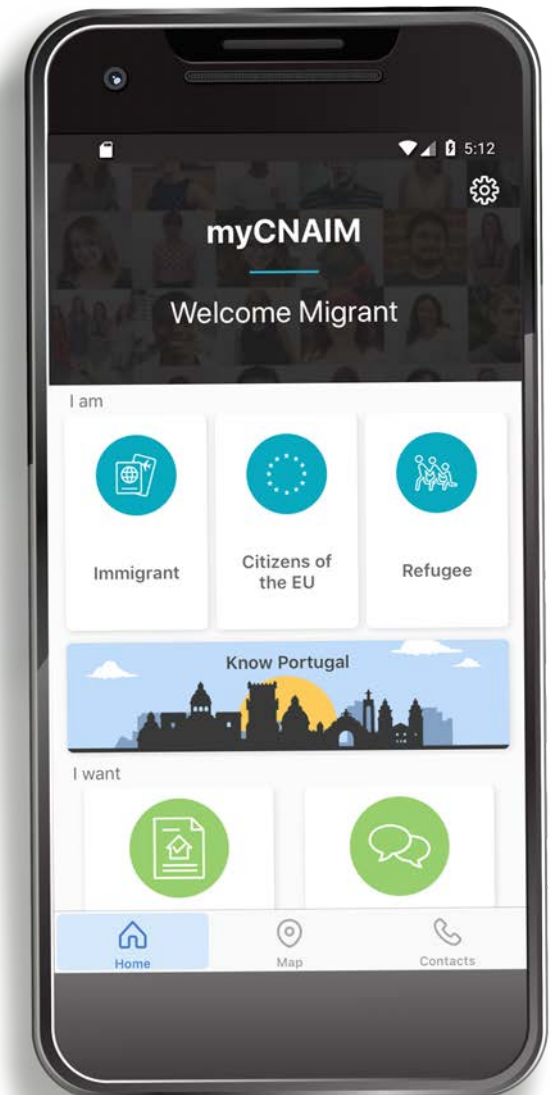 5:12
myCNAIM
Welcome Migrant
I am
Immigrant
Citizens of
the EU
Refugee
Know Portugal
I want
Home
Map
Contacts